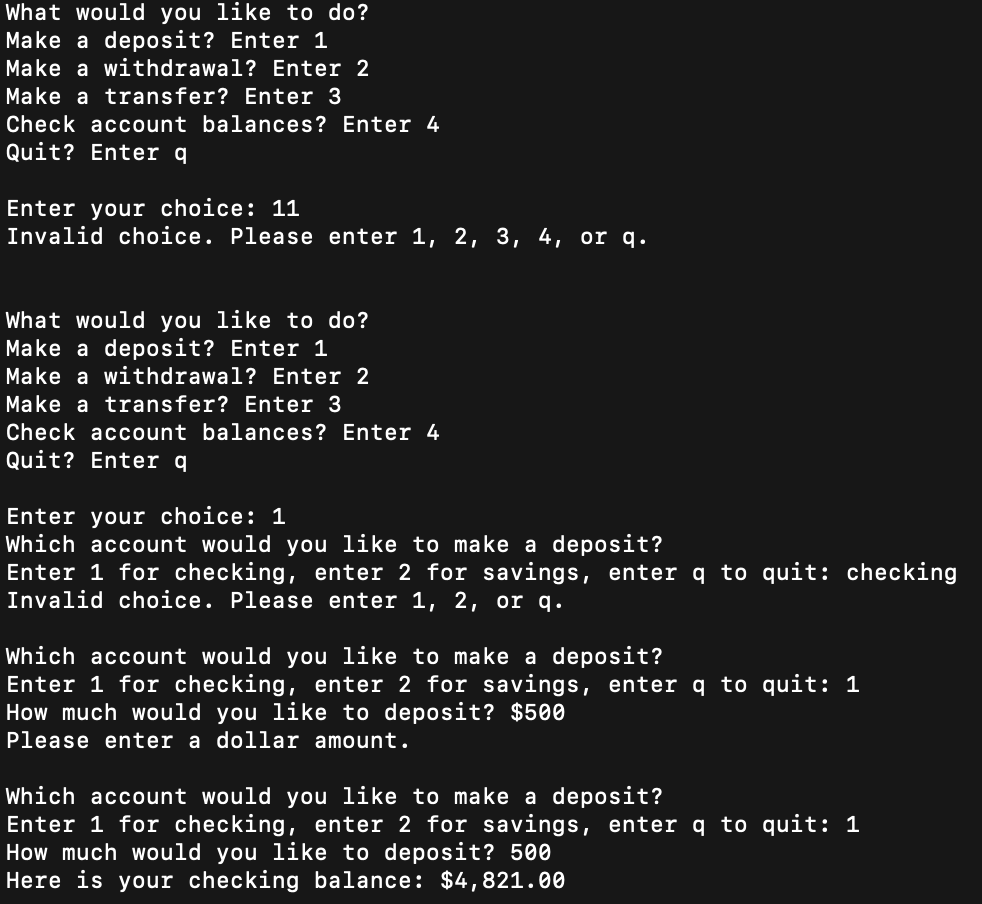 What would you like to do?
Make a deposit? Enter 1
Make a withdrawal? Enter 2
Make a transfer? Enter 3
Check account balances? Enter 4
Quit? Enter q
Enter your choice: 11
Invalid choice. Please enter 1, 2, 3, 4, or q.
What would you like to do?
Make a deposit? Enter 1
Make a withdrawal? Enter 2
Make a transfer? Enter 3
Check account balances? Enter 4
Quit? Enter q
Enter your choice: 1
Which account would you like to make a deposit?
Enter 1 for checking, enter 2 for savings, enter q to quit: checking
Invalid choice. Please enter 1, 2, or q.
Which account would you like to make a deposit?
Enter 1 for checking, enter 2 for savings, enter q to quit: 1
How much would you like to deposit? $500
Please enter a dollar amount.
Which account would you like to make a deposit?
Enter 1 for checking, enter 2 for savings, enter q to quit: 1
How much would you like to deposit? 500
Here is your checking balance: $4,821.00